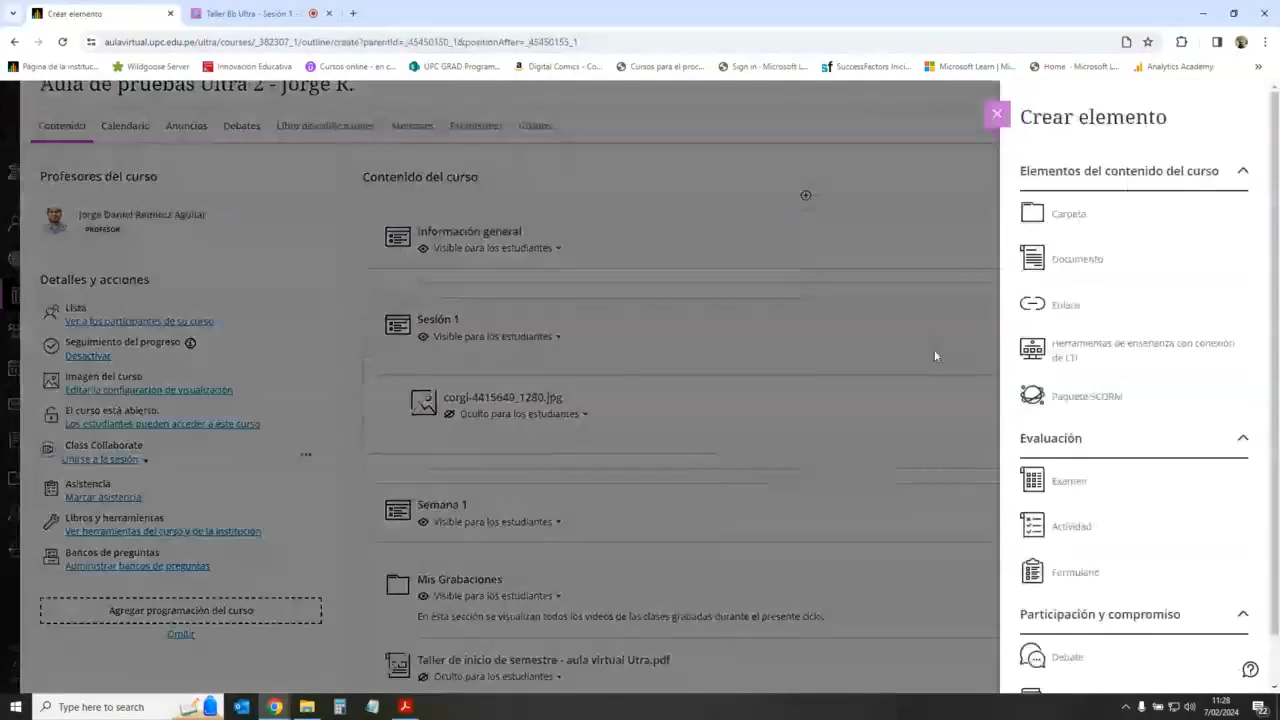 Crear elemento
Taller Bb Ultra - Sesión 1 -
aulavirtual.upc.edu.pe/ultra/courses/_382307_1/outline/create?parentId=_45450150_1&positionAfter=_45450155_1
Página de la instituc...
Wildgoose Server
Innovacion Educativa
Cursos online - en c...
UPC GRAD Program...
Digital Comics - Co...
Cursos para el proc...
Sign in - Microsoft L...
SuccessFactors Inici...
Microsoft Learn | Mi...
Home - Microsoft L...
Analytics Academy
Aula de pruebas Ultra 2 - Jorge R.
Contenido
Calendario
Anuncios
Debates
Libro de calificaciones
Mensajes
Profesores del curso
Jorge Daniel Ramirez Aguilar
PROFESOR
Detalles y acciones
Lista
Ver a los participantes de su curso
Seguimiento del progreso
Desactivar
Imagen del curso
Editar la configuración de visualización
El curso está abierto.
Los estudiantes pueden acceder a este curso
Class Collaborate
Unirse a la sesión
Asistencia
Marcar asistencia
Libros y herramientas
Ver herramientas del curso y de la institución
Bancos de preguntas
Administrar bancos de preguntas
Agregar programación del curso
Omitir
Contenido del curso
Información general
Visible para los estudiantes
Sesión 1
Visible para los estudiantes
corgi-4415649_1280.jpg
Oculto para los estudiantes
Semana 1
Visible para los estudiantes
Mis Grabaciones
Visible para los estudiantes
En esta sección se visualizan todos los videos de las clases grabadas durante el presente ciclo.
Taller de inicio de semestre - aula virtual Utra.pdf
Oculto para los estudiantes
Crear elemento
Elementos del contenido del curso
Carpeta
Documento
Enlace
Herramientas de enseñanza con conexión
de LTI
Paquete SCORM
Evaluación
Examen
Actividad
Formulario
Participación y compromiso
Debate
Type here to search
11:28
7/02/2024
22